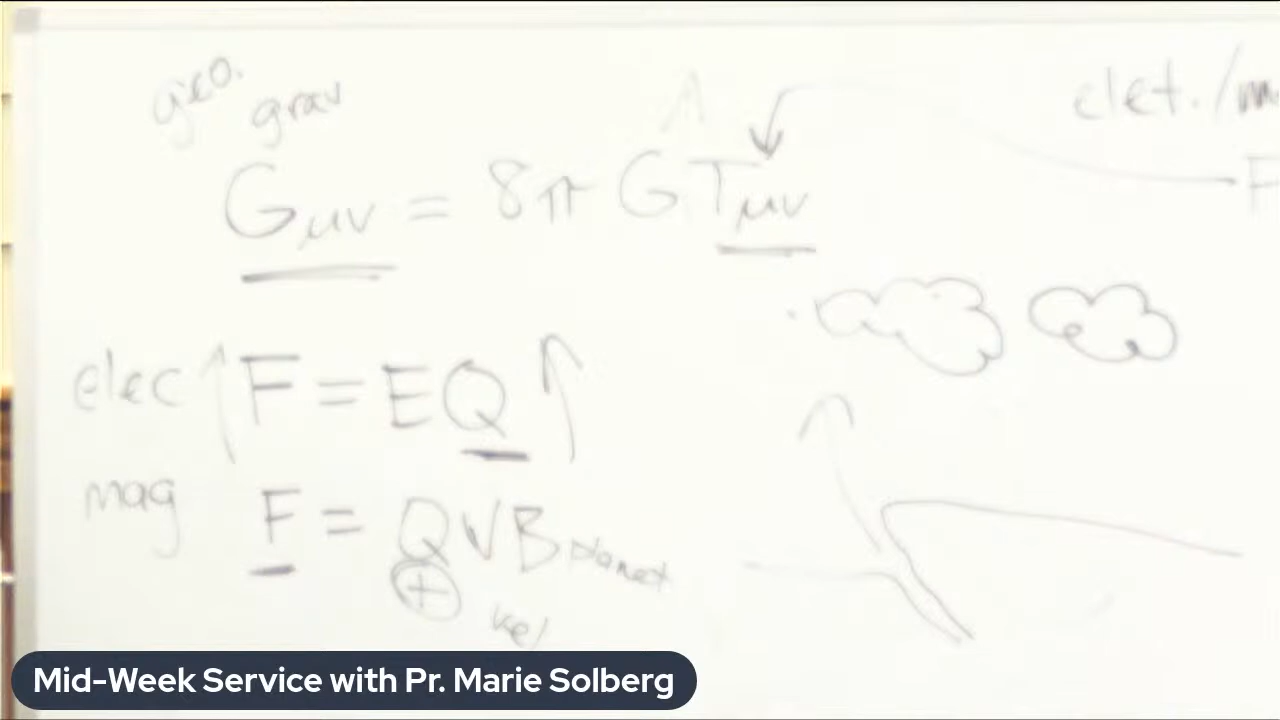 geo.
grav
elet./m
Gμν = 8π G Tμν
F
elec F = EQ
mag F = QVB planet
+
vel
Mid-Week Service with Pr. Marie Solberg